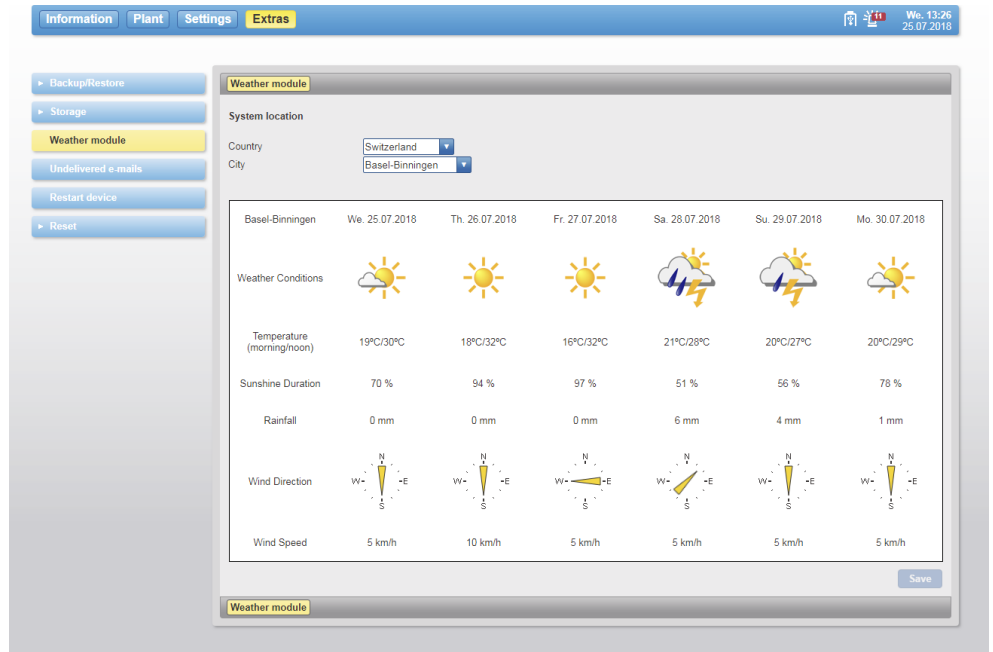 Information Plant Settings Extras 11 We. 13:26
25.07.2018
Backup/Restore
Storage
Weather module
Undelivered e-mails
Restart device
Reset
Weather module
System location
Country Switzerland
City Basel-Binningen
Basel-Binningen We. 25.07.2018 Th. 26.07.2018 Fr. 27.07.2018 Sa. 28.07.2018 Su. 29.07.2018 Mo. 30.07.2018
Weather Conditions
Temperature
(morning/noon) 19ºC/30ºC 18ºC/32ºC 16ºC/32ºC 21ºC/28ºC 20ºC/27ºC 20ºC/29ºC
Sunshine Duration 70 % 94 % 97 % 51 % 56 % 78 %
Rainfall 0 mm 0 mm 0 mm 6 mm 4 mm 1 mm
N N N N N N
Wind Direction W E W E W E W E W E W E
S S S S S S
Wind Speed 5 km/h 10 km/h 5 km/h 5 km/h 5 km/h 5 km/h
Save
Weather module